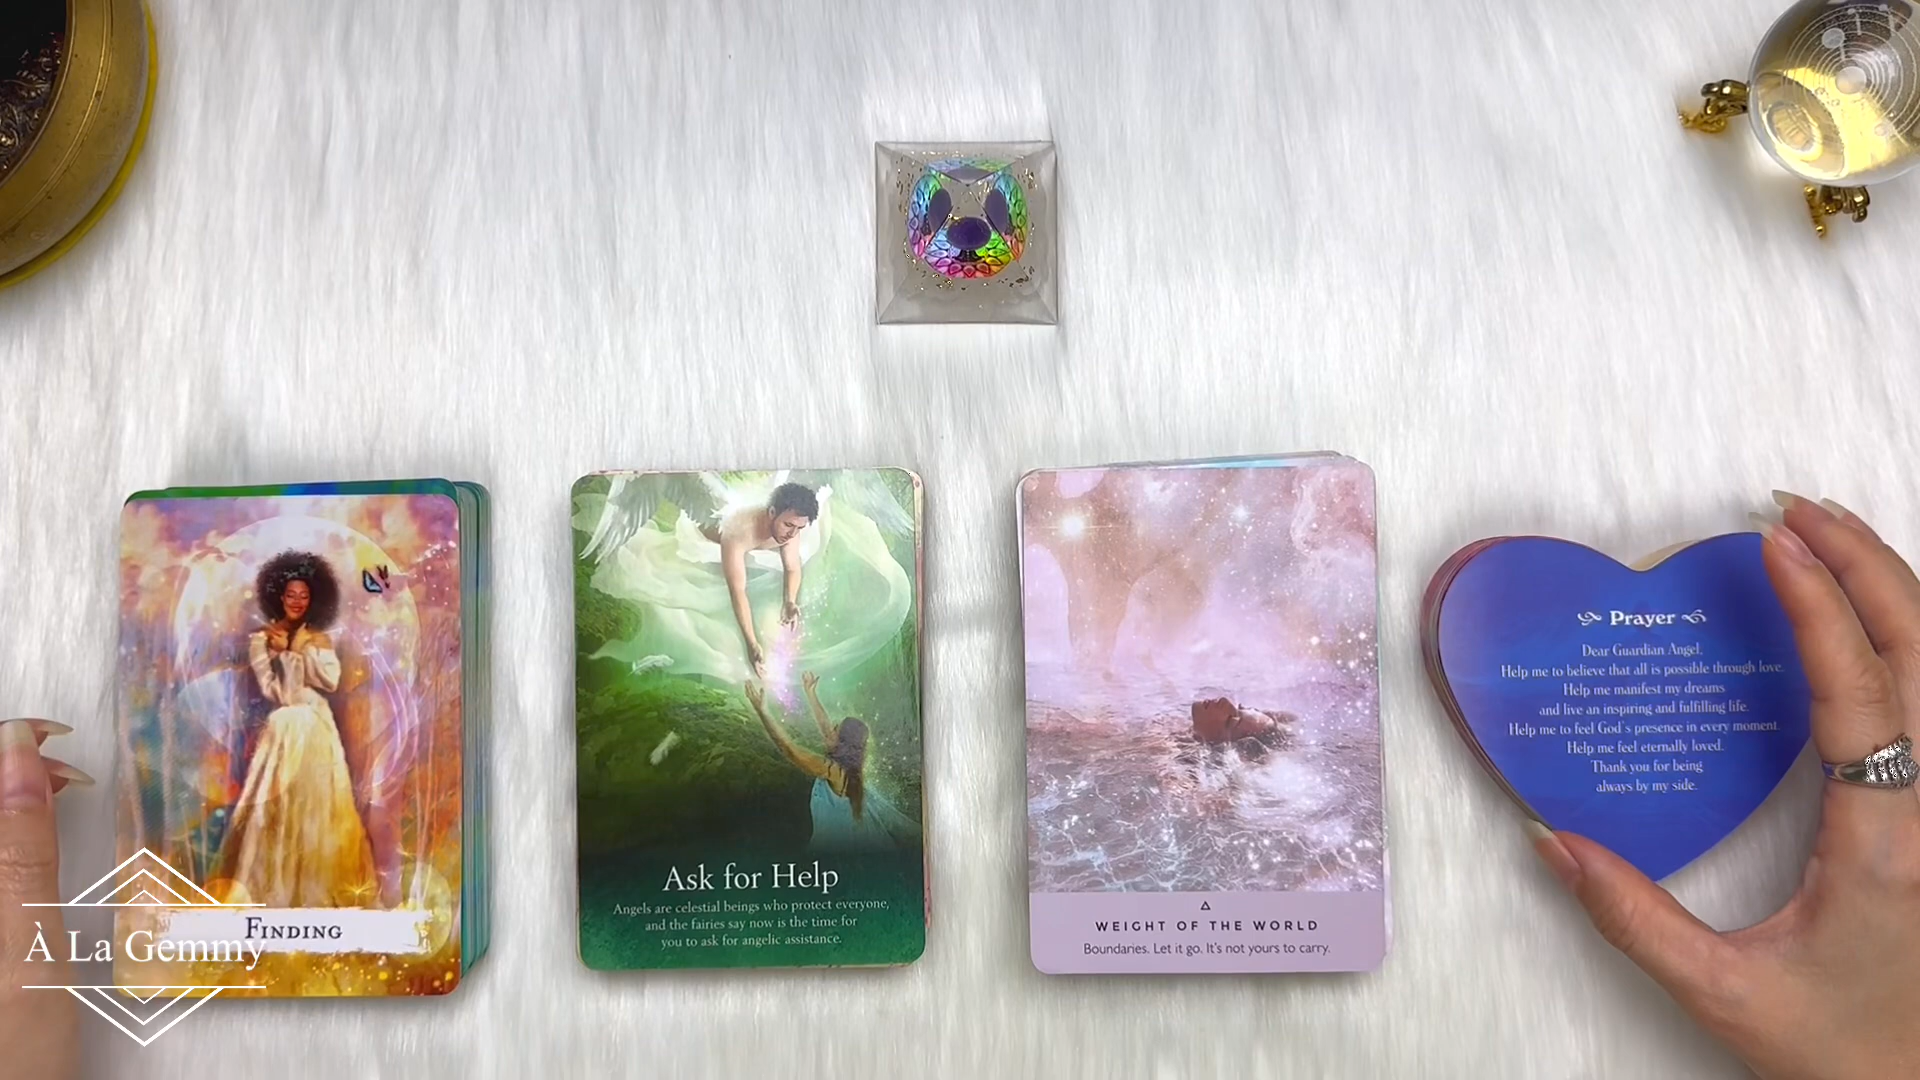 Finding
À La Gemmy
Ask for Help
Angels are celestial beings who protect everyone,
and the fairies say now is the time for
you to ask for angelic assistance.
WEIGHT OF THE WORLD
Boundaries. Let it go. It's not yours to carry.
Prayer
Dear Guardian Angel,
Help me to believe that all is possible through love.
Help me manifest my dreams
and live an inspiring and fulfilling life.
Help me to feel God's presence in every moment.
Help me feel eternally loved.
Thank you for being
always by my side.